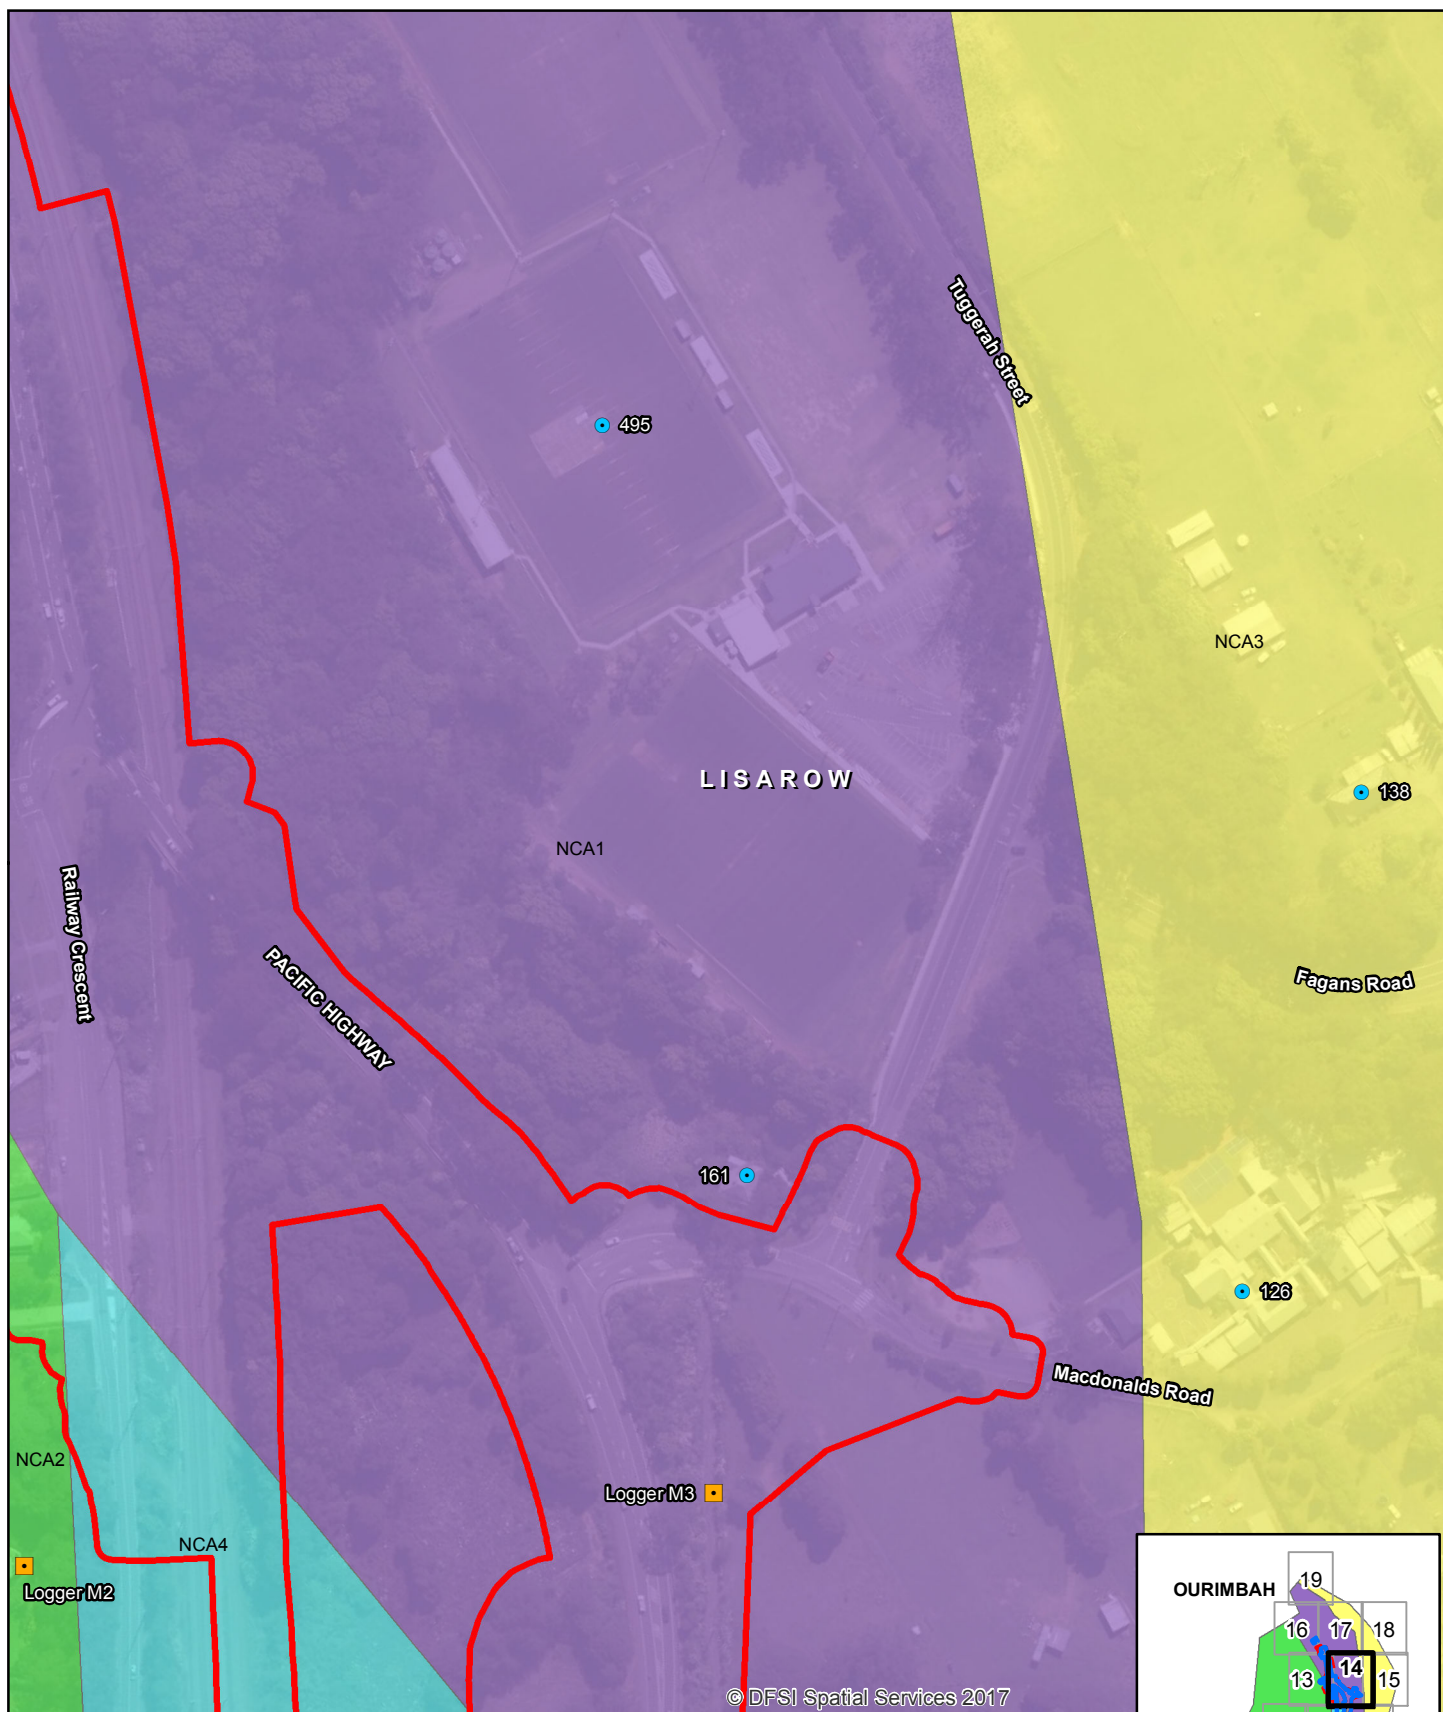 Tuggerah Street
495
NCA3
LISAROW
138
NCA1
Railway Crescent
PACIFIC HIGHWAY
Fagans Road
161
126
Macdonalds Road
NCA2
Logger M3
NCA4
Logger M2
OURIMBAH
19
16
17
18
13
14
15
© DFSI Spatial Services 2017